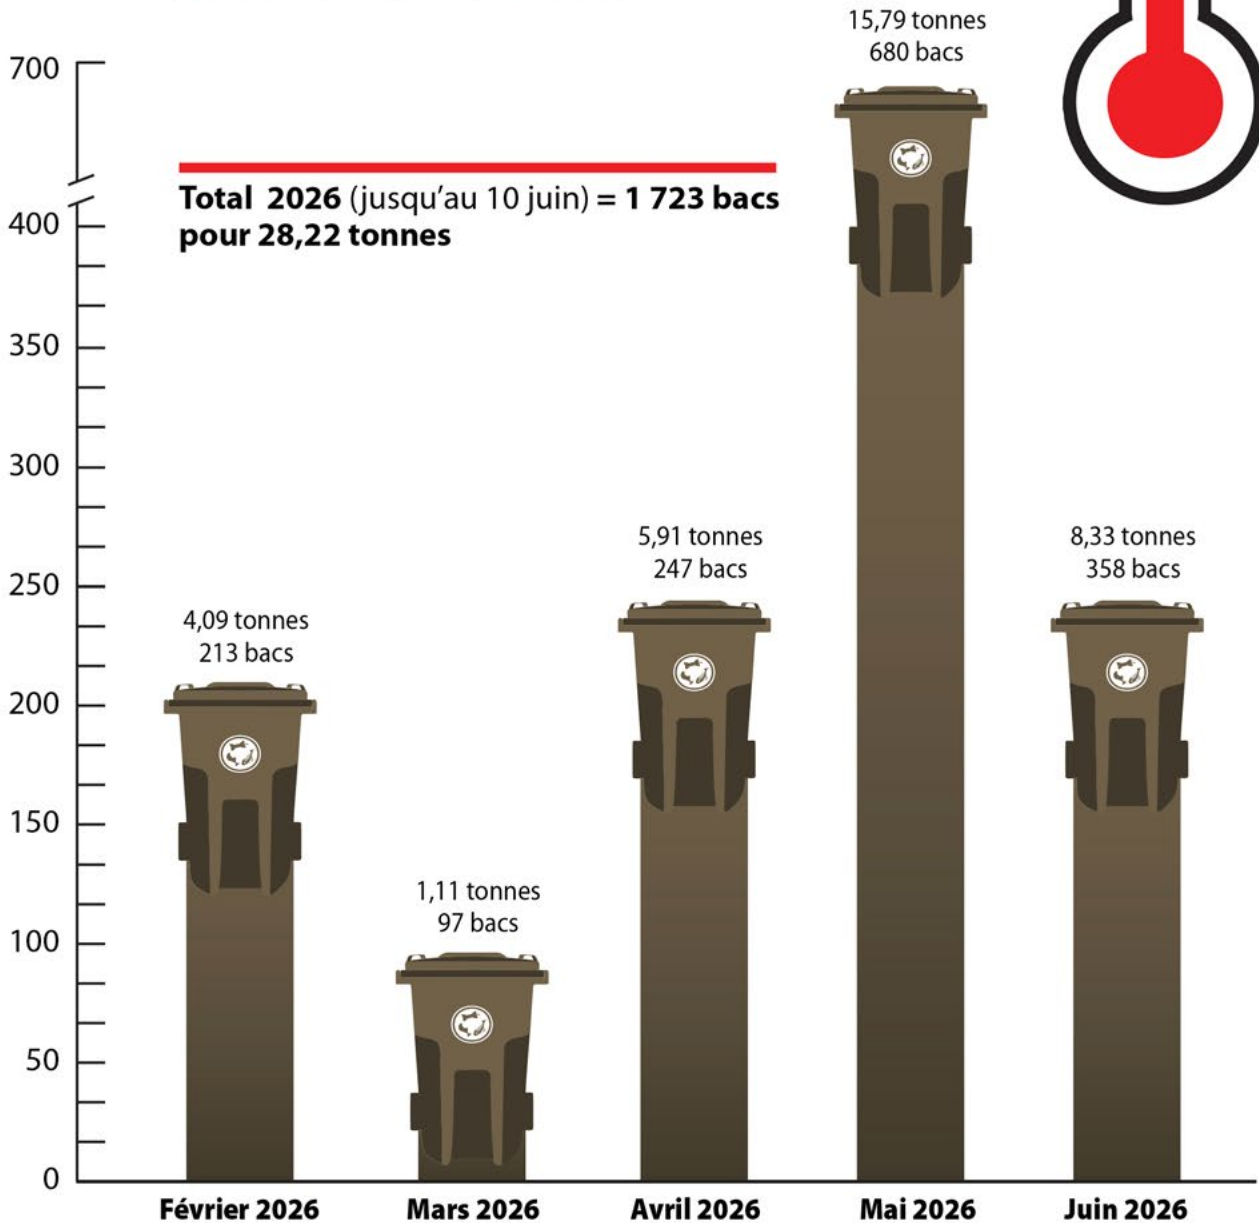 15,79 tonnes
680 bacs
700
Total 2026 (jusqu'au 10 juin) = 1 723 bacs
pour 28,22 tonnes
400
350
300
5,91 tonnes
247 bacs
8,33 tonnes
358 bacs
250
4,09 tonnes
213 bacs
200
150
1,11 tonnes
97 bacs
100
50
0
Février 2026
Mars 2026
Avril 2026
Mai 2026
Juin 2026